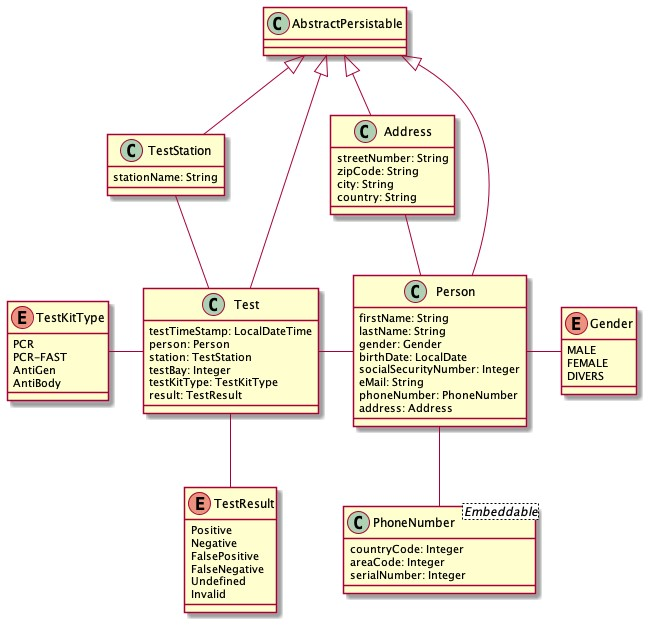 C AbstractPersistable
C TestStation
stationName: String
C Address
streetNumber: String
zipCode: String
city: String
country: String
E TestKitType
PCR
PCR-FAST
AntiGen
AntiBody
C Test
testTimeStamp: LocalDateTime
person: Person
station: TestStation
testBay: Integer
testKitType: TestKitType
result: TestResult
C Person
firstName: String
lastName: String
gender: Gender
birthDate: LocalDate
socialSecurityNumber: Integer
eMail: String
phoneNumber: PhoneNumber
address: Address
E Gender
MALE
FEMALE
DIVERS
E TestResult
Positive
Negative
FalsePositive
FalseNegative
Undefined
Invalid
C PhoneNumber
Embeddable
countryCode: Integer
areaCode: Integer
serialNumber: Integer